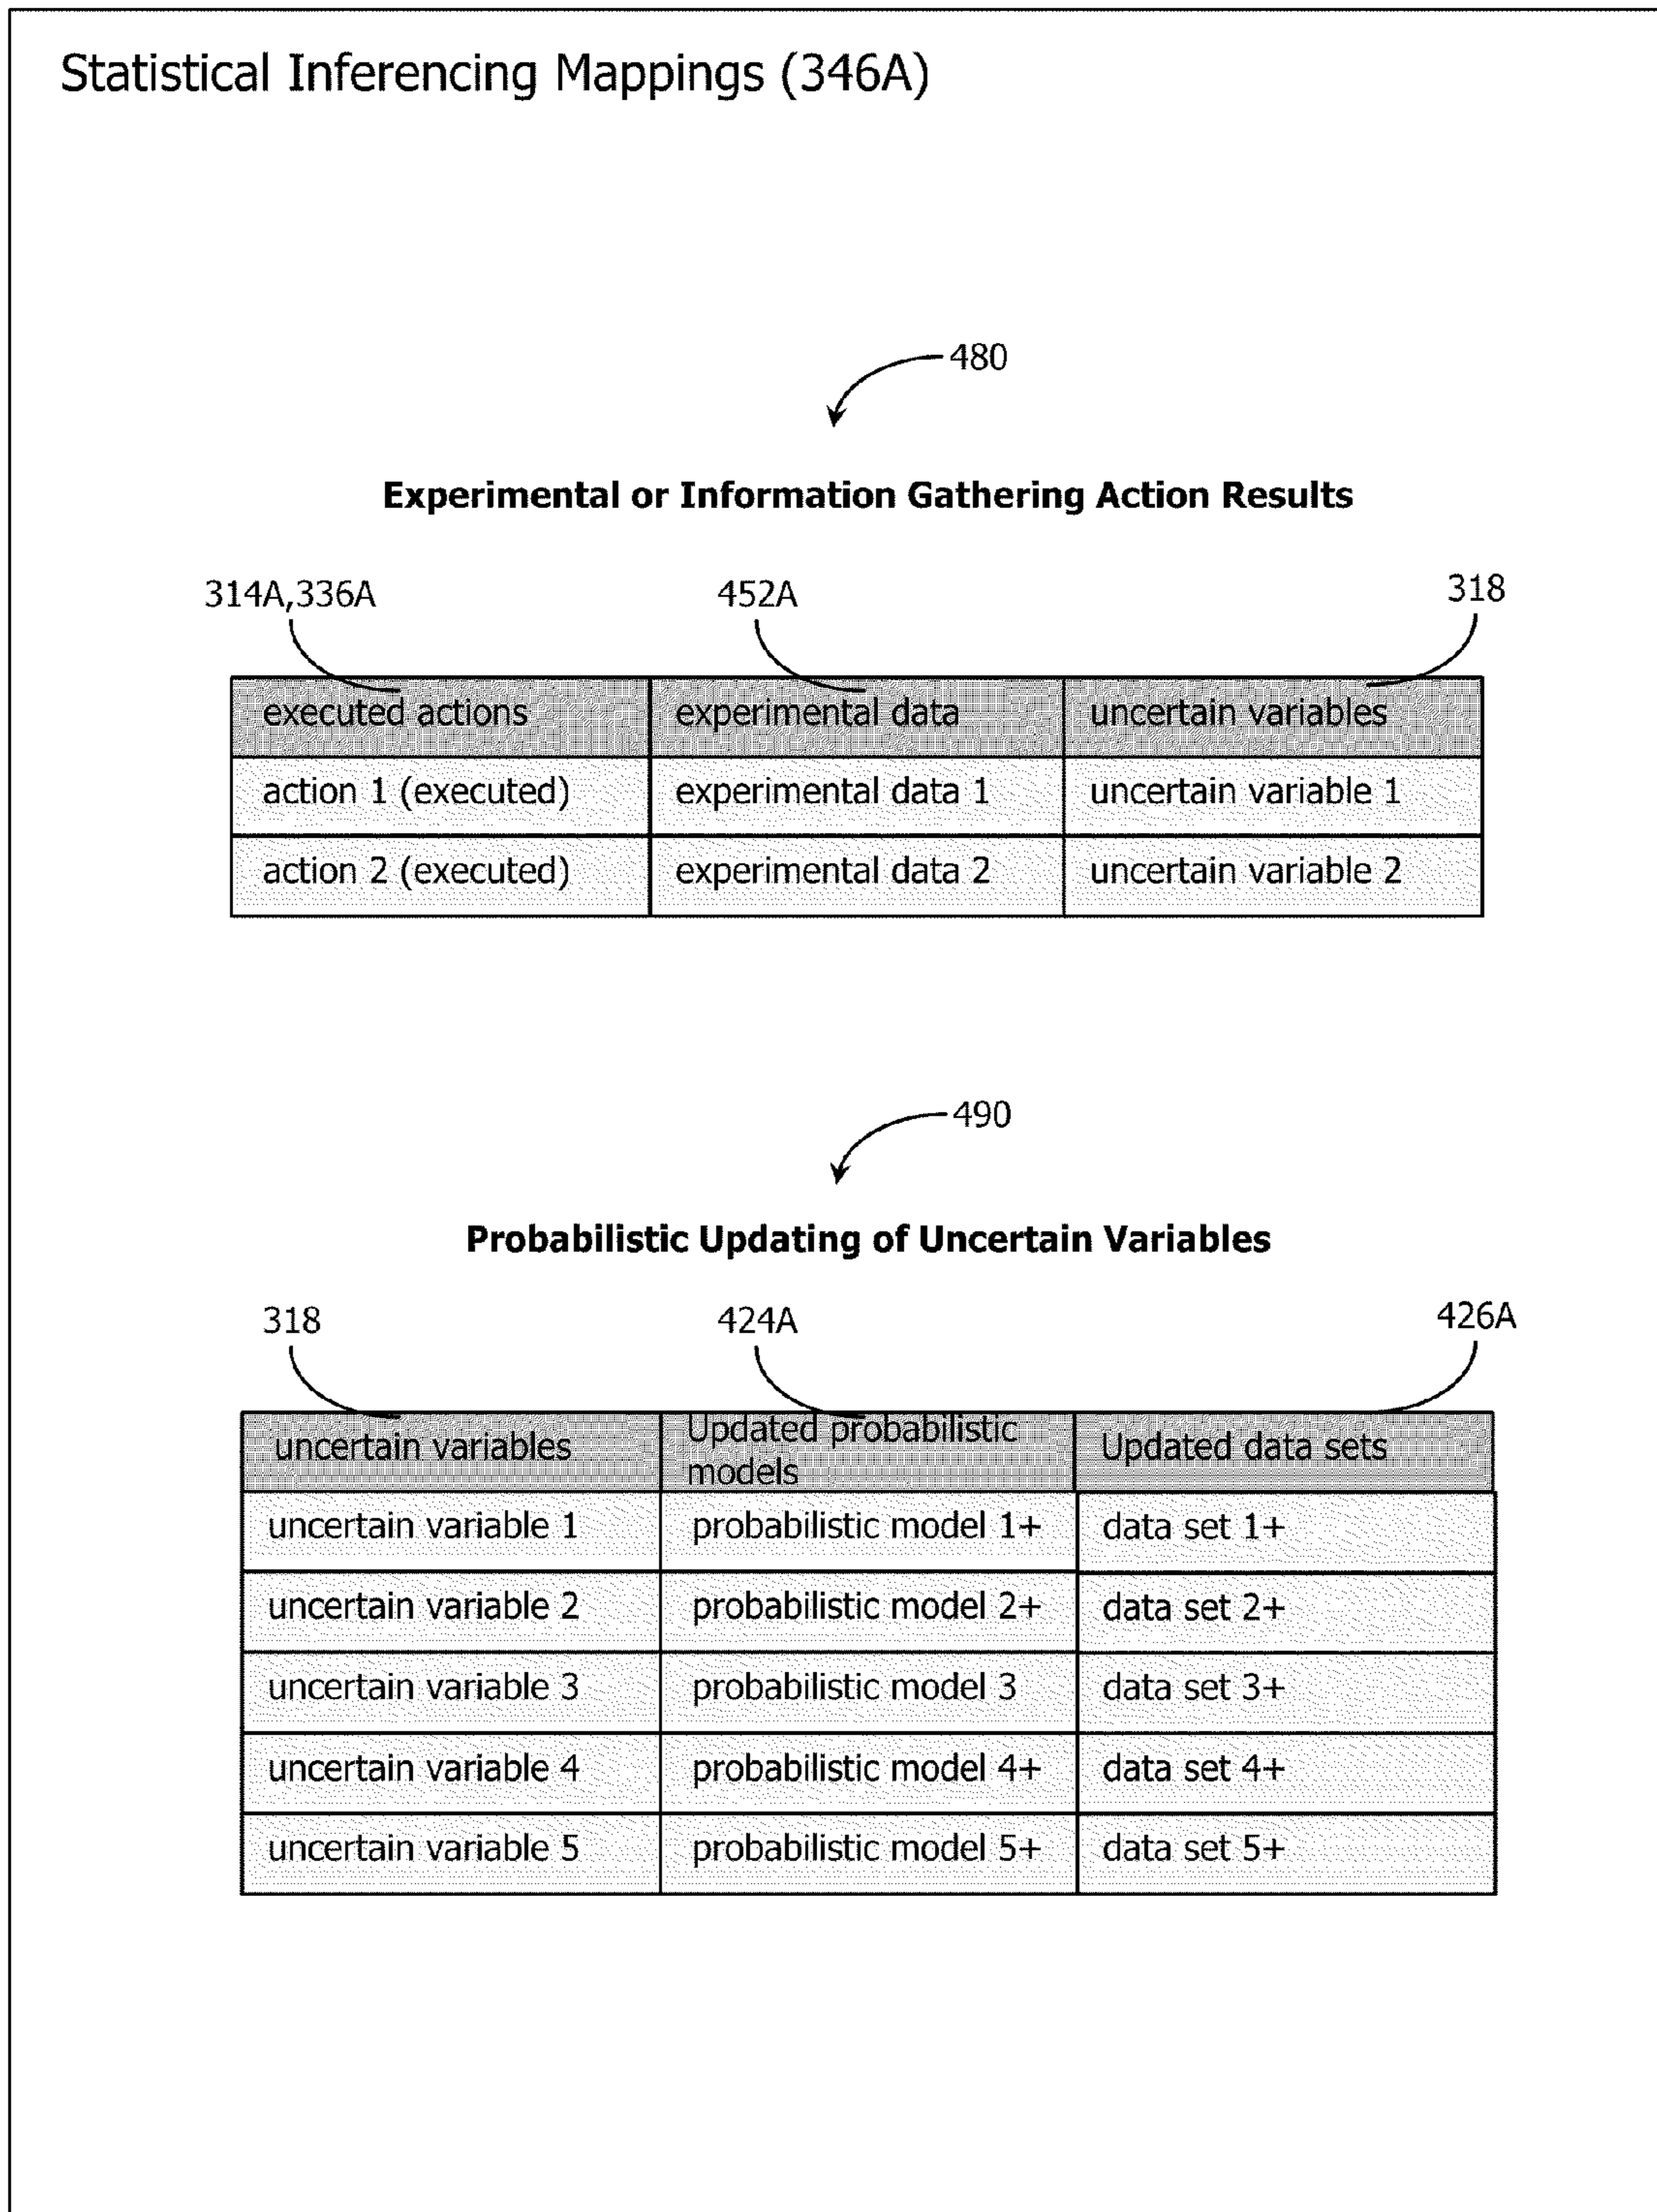 Statistical Inferencing Mappings (346A)
480
Experimental or Information Gathering Action Results
314A,336A 452A 318
executed actions experimental data uncertain variables
action 1 (executed) experimental data 1 uncertain variable 1
action 2 (executed) experimental data 2 uncertain variable 2
490
Probabilistic Updating of Uncertain Variables
318 424A 426A
uncertain variables Updated probabilistic models Updated data sets
uncertain variable 1 probabilistic model 1+ data set 1+
uncertain variable 2 probabilistic model 2+ data set 2+
uncertain variable 3 probabilistic model 3 data set 3+
uncertain variable 4 probabilistic model 4+ data set 4+
uncertain variable 5 probabilistic model 5+ data set 5+